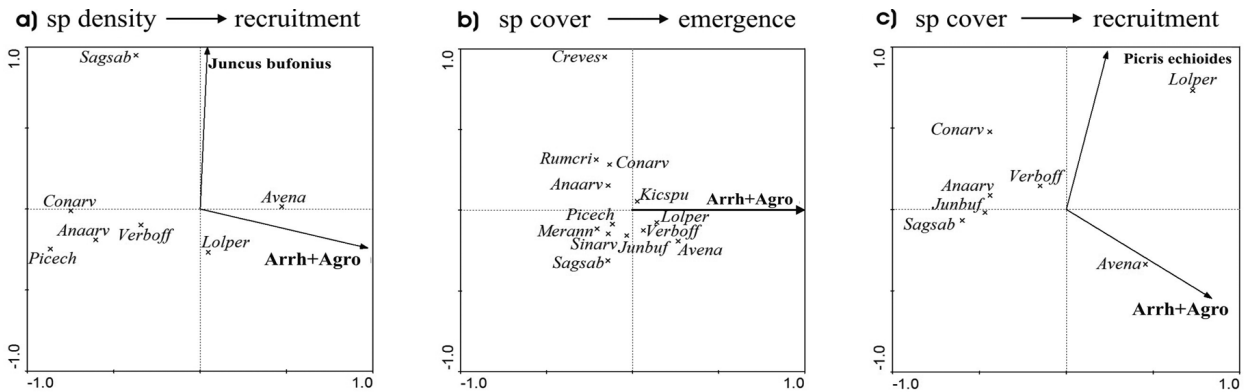 a) sp density → recruitment
1.0
Sagsab
Juncus bufonius
Conarv
Avena
Anaarv
Verboff
Lolper
Picech
Arrh+Agro
-1.0
-1.0 1.0
b) sp cover → emergence
1.0
Creves
Rumcri
Conarv
Anaarv
Kicspu
Arrh+Agro
Picech
Lolper
Merann
Verboff
Sinarv
Junbuf
Avena
Sagsab
-1.0
-1.0 1.0
c) sp cover → recruitment
1.0
Picris echioides
Lolper
Conarv
Verboff
Anaarv
Junbuf
Sagsab
Avena
Arrh+Agro
-1.0
-1.0 1.0